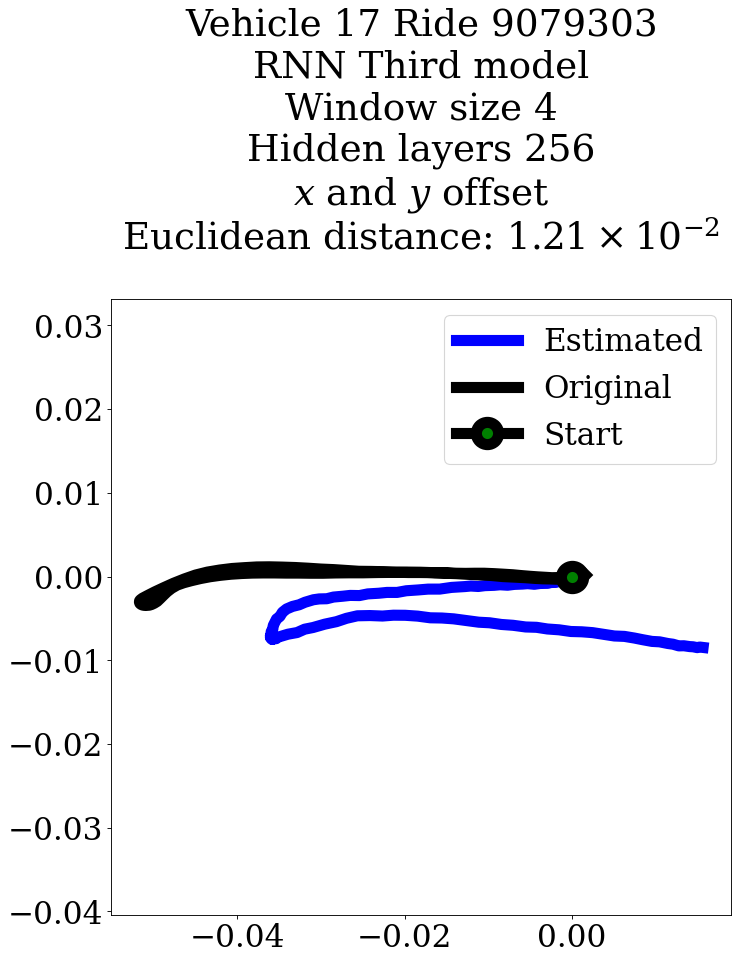 Vehicle 17 Ride 9079303
RNN Third model
Window size 4
Hidden layers 256
x and y offset
Euclidean distance: 1.21 × 10⁻²
Estimated
Original
Start
0.03
0.02
0.01
0.00
−0.01
−0.02
−0.03
−0.04
−0.04 −0.02 0.00